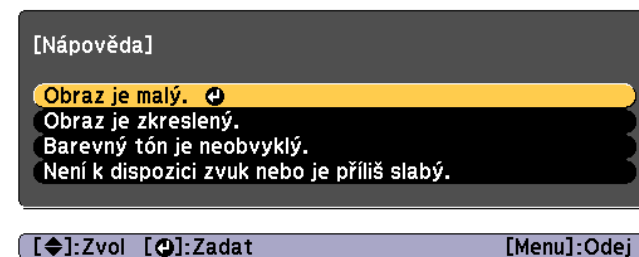 [Nápověda]
Obraz je malý.
Obraz je zkreslený.
Barevný tón je neobvyklý.
Není k dispozici zvuk nebo je příliš slabý.
[◆]:Zvol [⏎]:Zadat [Menu]:Odej